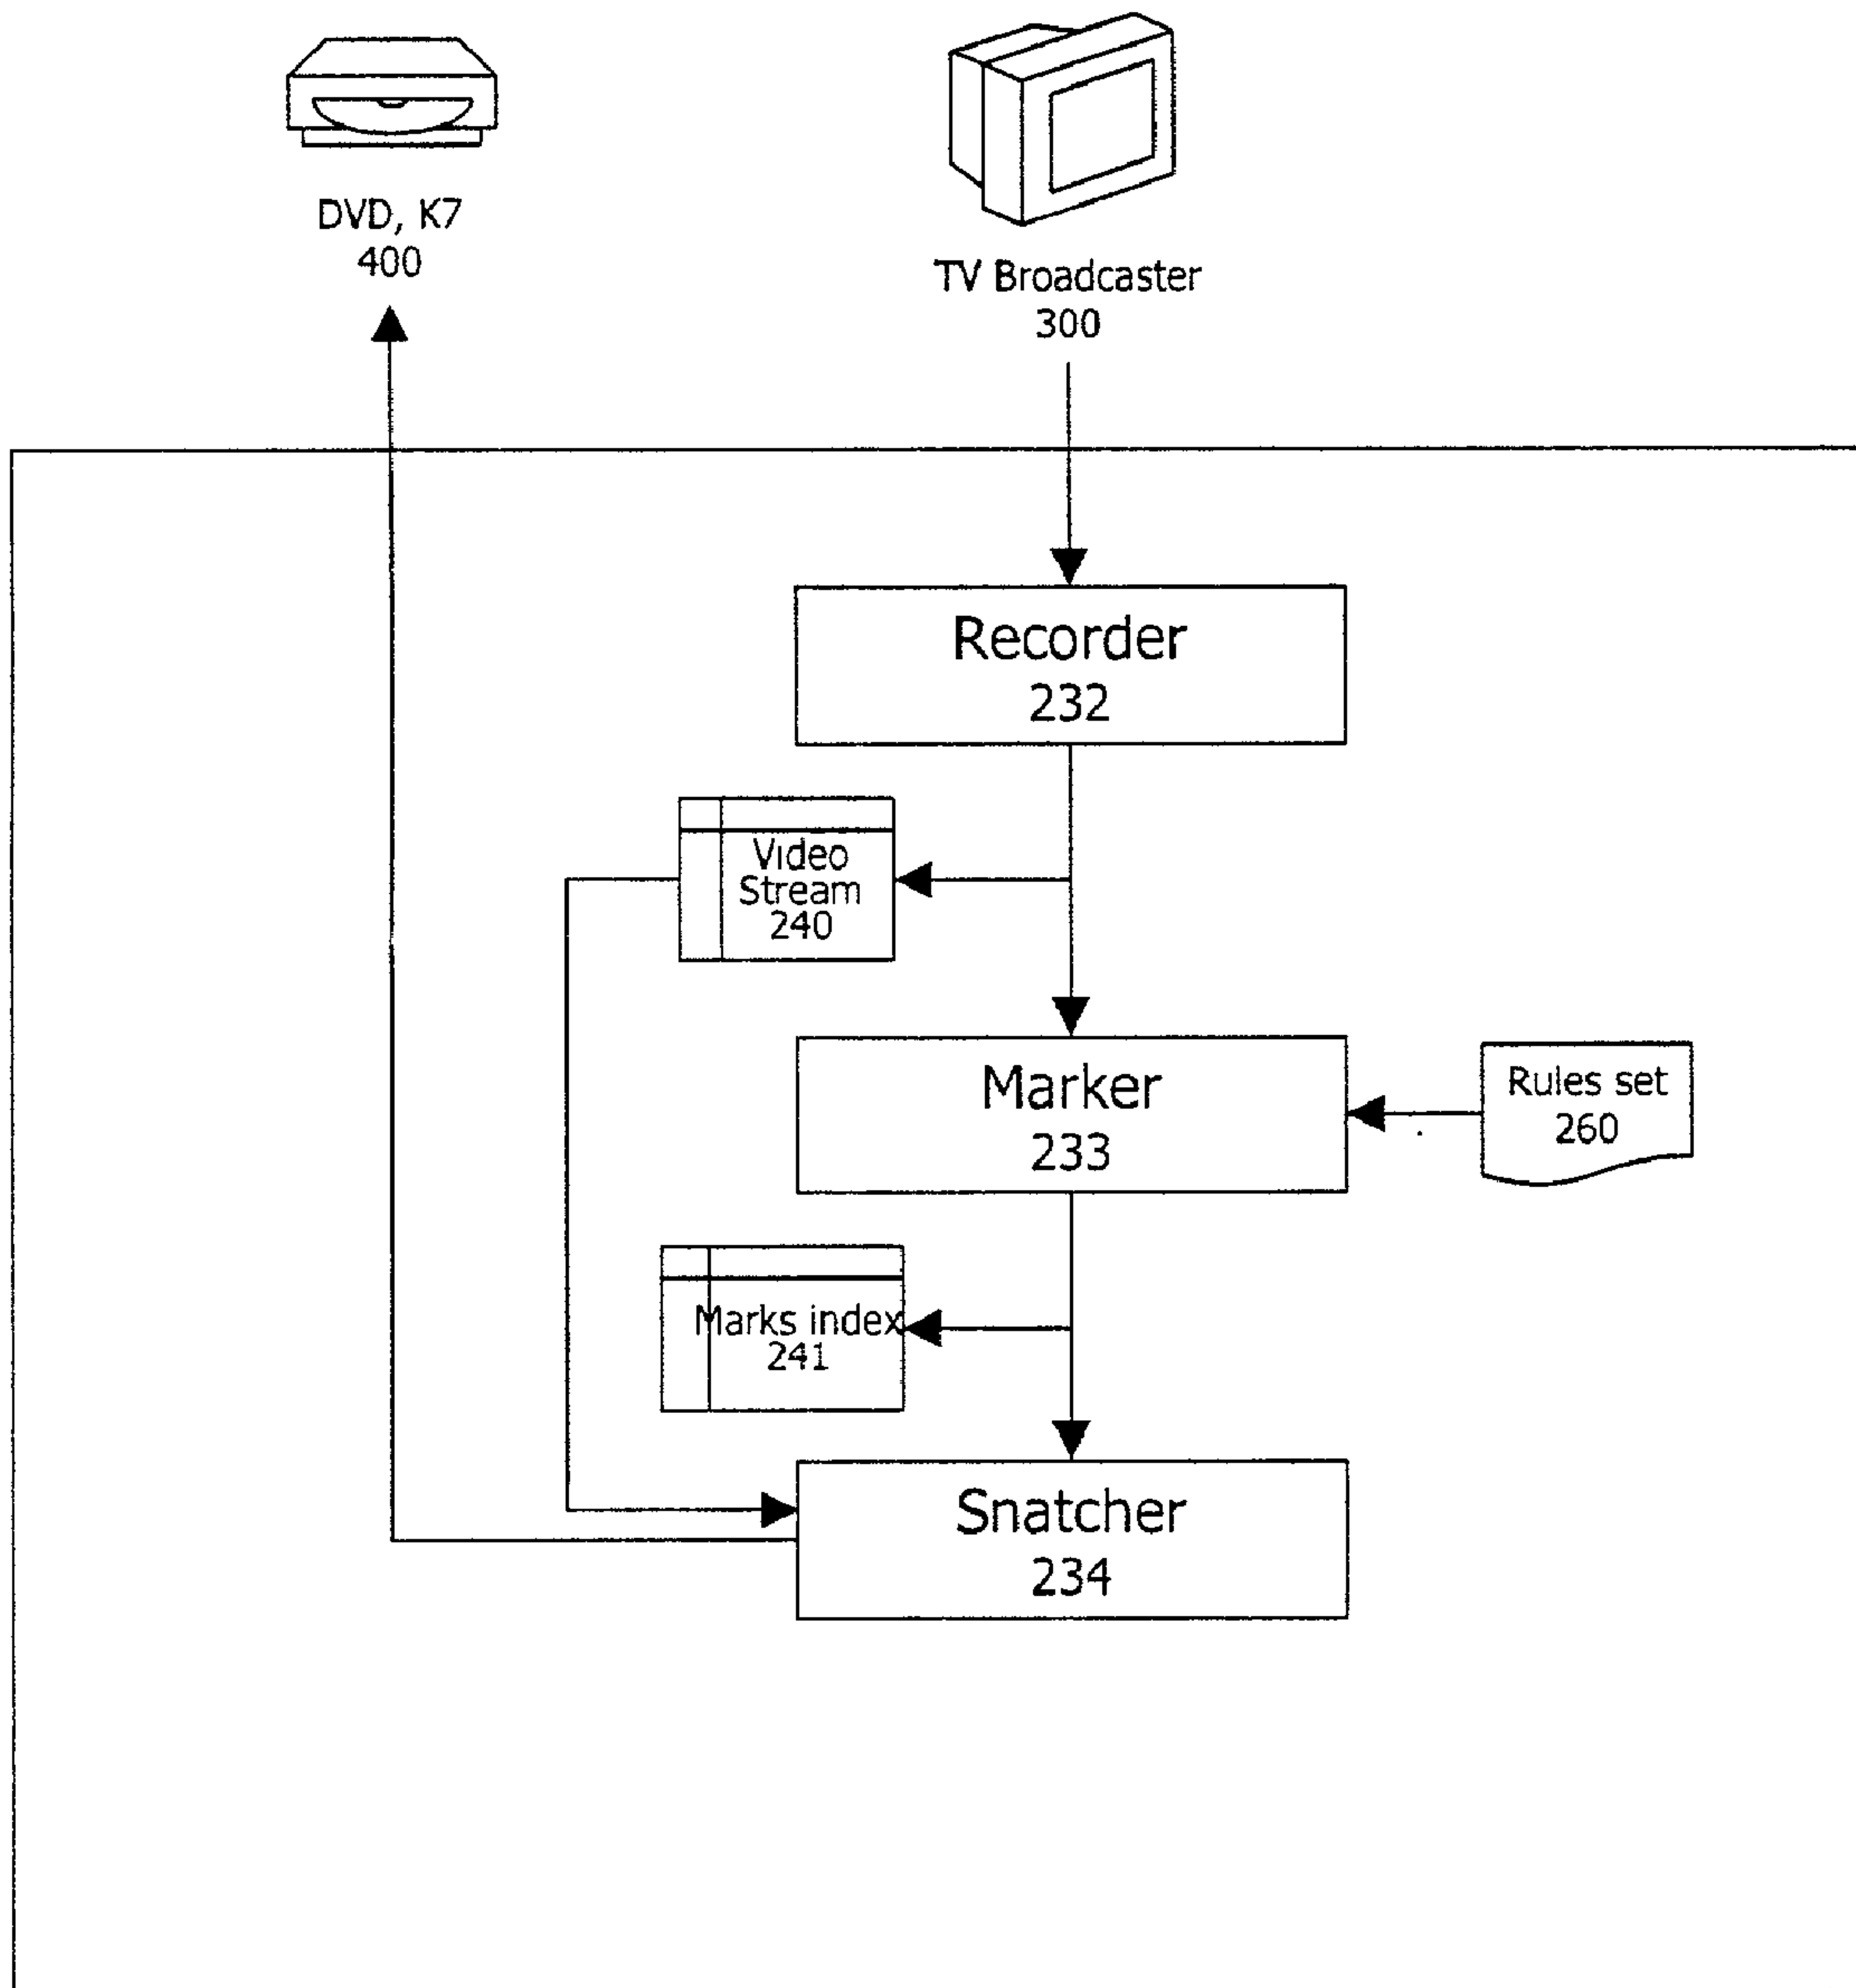 DVD, K7
400
TV Broadcaster
300
Recorder
232
Video
Stream
240
Marker
233
Rules set
260
Marks index
241
Snatcher
234